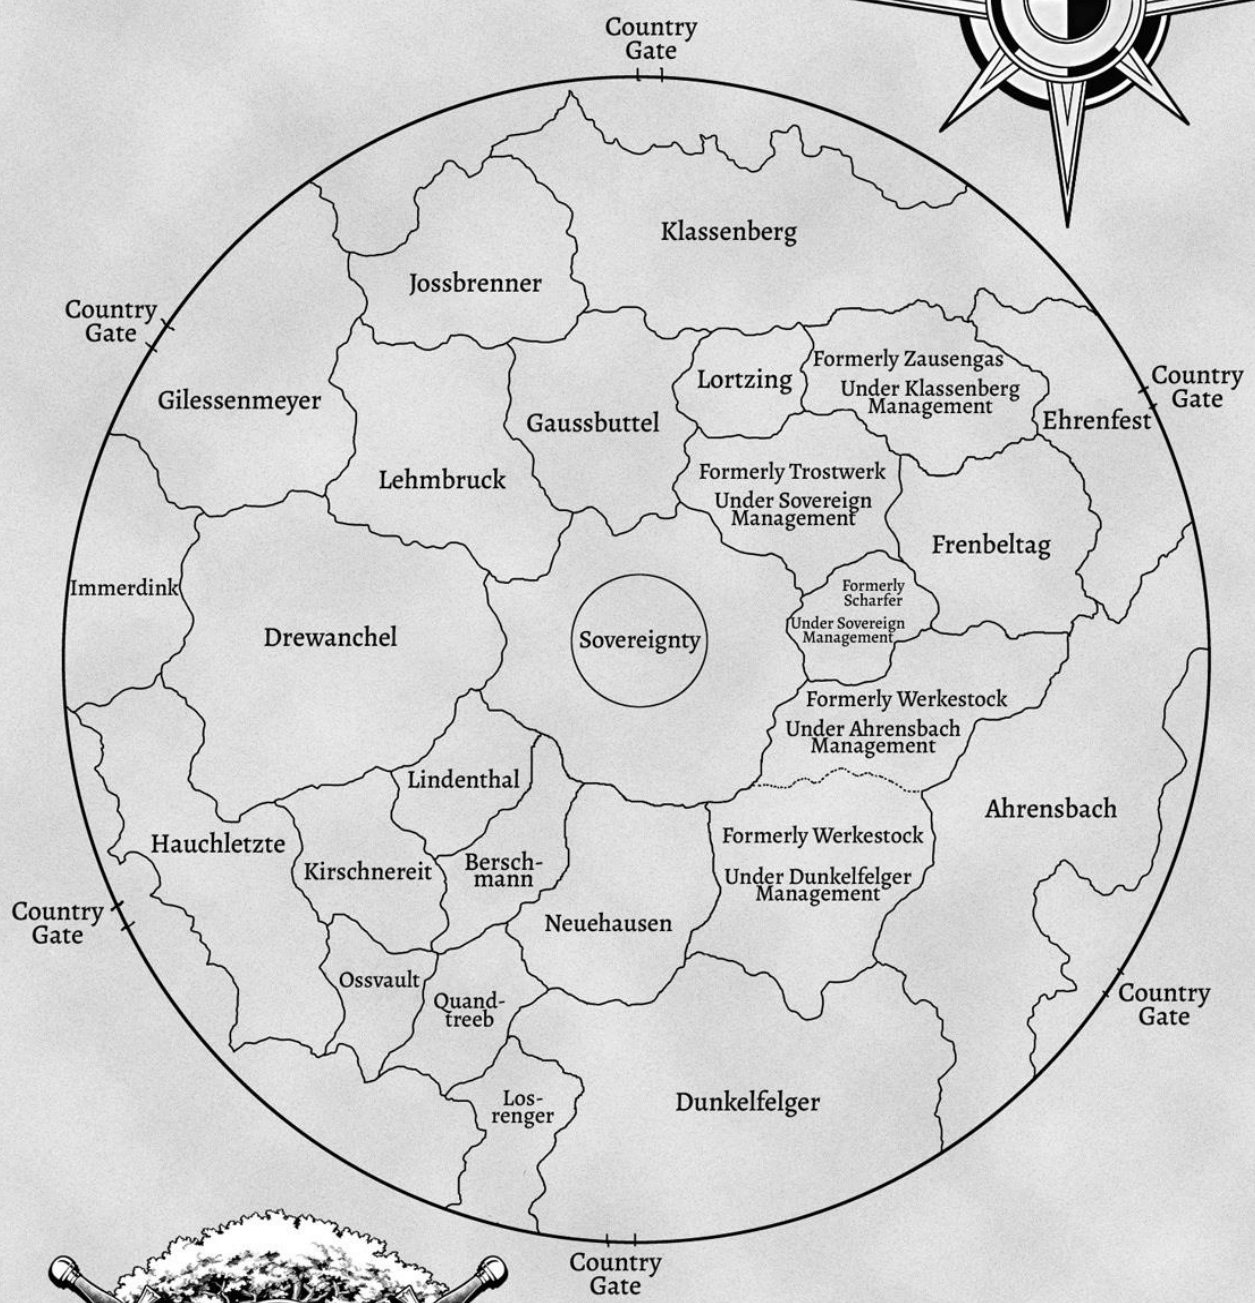 Country
Gate
Klassenberg
Jossbrenner
Country
Gate
Gilessenmeyer
Lehmbruck
Gaussbuttel
Lortzing
Formerly Zausengas
Under Klassenberg
Management
Country
Gate
Ehrenfest
Formerly Trostwerk
Under Sovereign
Management
Frenbeltag
Immerdink
Drewanchel
Sovereignty
Formerly
Scharfer
Under Sovereign
Management
Formerly Werkestock
Under Ahrensbach
Management
Lindenthal
Ahrensbach
Hauchletzte
Kirschnereit
Bersch-
mann
Formerly Werkestock
Under Dunkelfelger
Management
Country
Gate
Neuehausen
Ossvault
Quand-
treeb
Country
Gate
Los-
renger
Dunkelfelger
Country
Gate